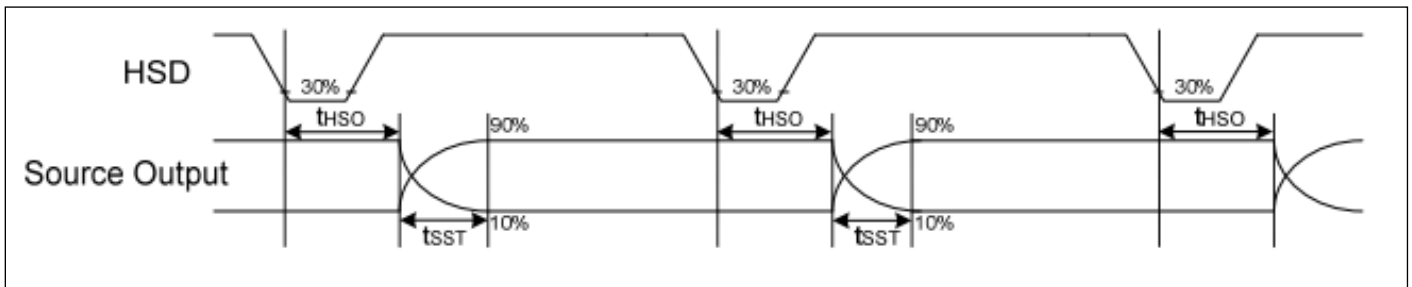 HSD
30%
30%
30%
tHSO
tHSO
tHSO
90%
90%
Source Output
10%
10%
tSST
tSST